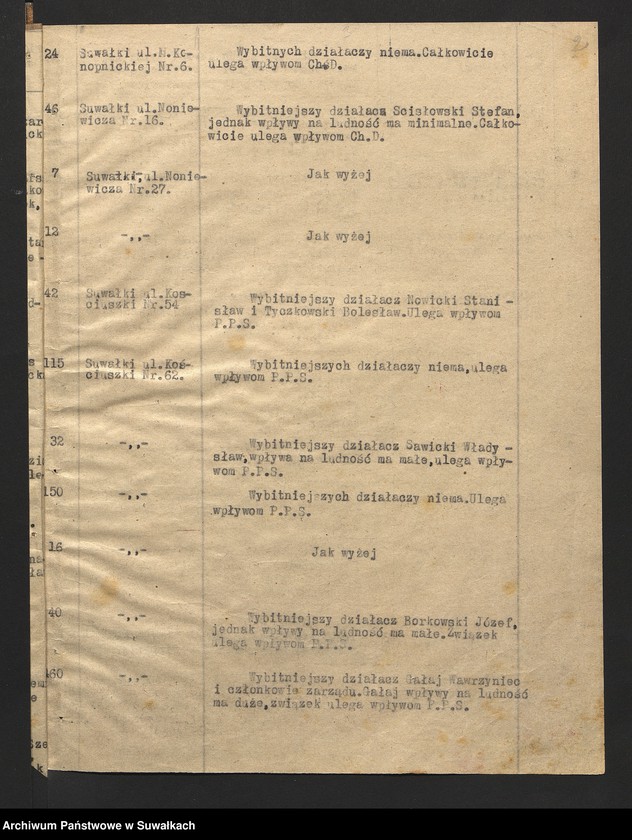 2
24 Suwałki ul.M.Ko- Wybitnych działaczy niema.Całkowicie
nopnickiej Nr.6. ulega wpływom ChsD.
46 Suwałki ul.Nonie- Wybitniejszy działacz Scisłowski Stefan,
wicza Nr.16. jednak wpływy na ludność ma minimalne.Całko-
wicie ulega wpływom Ch.D.
7 Suwałki,ul.Nonie- Jak wyżej
wicza Nr.27.
12 -,,- Jak wyżej
42 Suwałki ul.Kos- Wybitniejszy działacz Nowicki Stani -
ciuszki Nr.54 sław i Tyczkowski Bolesław.Ulega wpływom
P.P.S.
115 Suwałki ul.Koś- Wybitniejszych działaczy niema,ulega
ciuszki Nr.62. wpływom P.P.S.
32 -,,- Wybitniejszy działacz Sawicki Włady -
sław,wpływa na ludność ma małe,ulega wpły-
wom P.P.S.
150 -,,- Wybitniejszych działaczy niema.Ulega
wpływom P.P.S.
16 -,,- Jak wyżej
40 -,,- Wybitniejszy działacz Borkowski Józef,
jednak wpływy na ludność ma małe.Związek
ulega wpływom P.P.S.
60 -,,- Wybitniejszy działacz Gałaj Wawrzyniec
i członkowie zarządu.Gałaj wpływy na ludność
ma duże,związek ulega wpływom P.P.S.
Archiwum Państwowe w Suwałkach